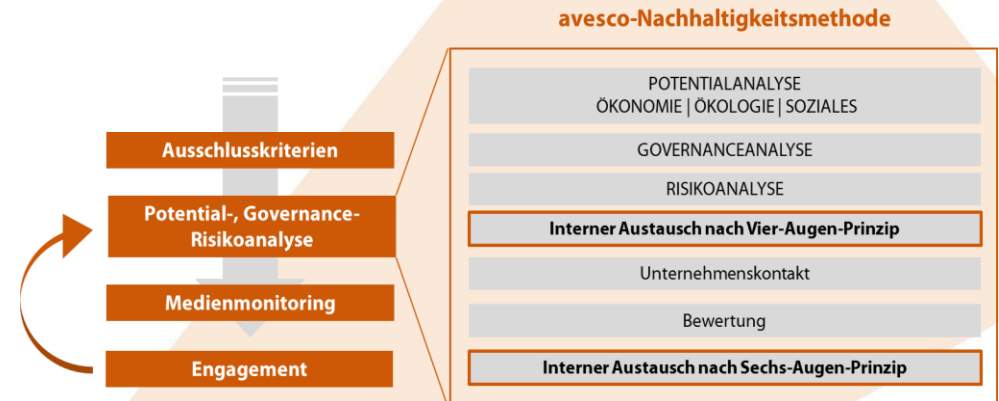 avesco-Nachhaltigkeitsmethode
Ausschlusskriterien
Potential-, Governance-
Risikoanalyse
Medienmonitoring
Engagement
POTENTIALANALYSE
ÖKONOMIE | ÖKOLOGIE | SOZIALES
GOVERNANCEANALYSE
RISIKOANALYSE
Interner Austausch nach Vier-Augen-Prinzip
Unternehmenskontakt
Bewertung
Interner Austausch nach Sechs-Augen-Prinzip